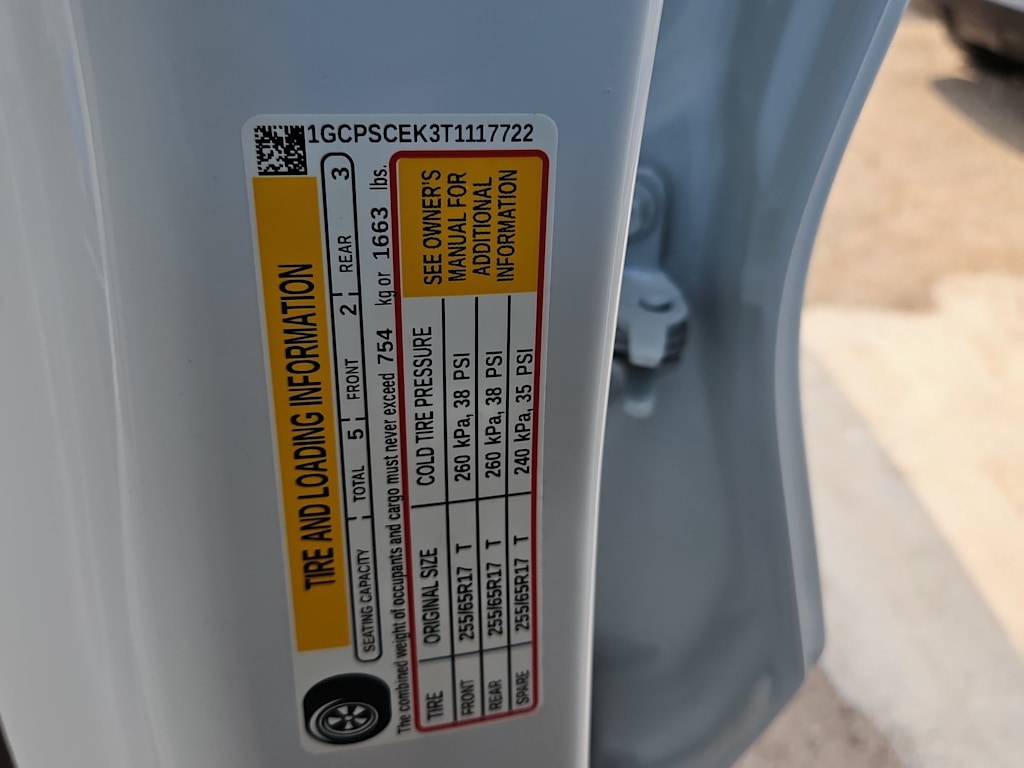 1GCPSCEK3T1117722
TIRE AND LOADING INFORMATION
SEATING CAPACITY TOTAL 5 FRONT 2 REAR 3
The combined weight of occupants and cargo must never exceed 754 kg or 1663 lbs.
TIRE ORIGINAL SIZE COLD TIRE PRESSURE
FRONT 255/65R17 T 260 kPa, 38 PSI
REAR 255/65R17 T 260 kPa, 38 PSI
SPARE 255/65R17 T 240 kPa, 35 PSI
SEE OWNER'S
MANUAL FOR
ADDITIONAL
INFORMATION